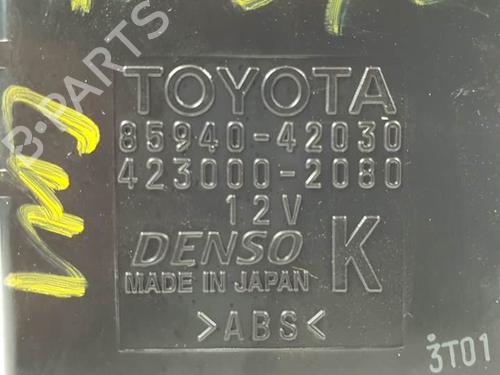 B-PARTS
TOYOTA
85940-42030
423000-2080
12V
DENSO K
MADE IN JAPAN
>ABS<
3T01